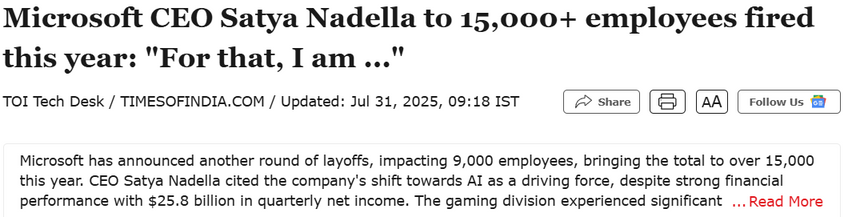 Microsoft CEO Satya Nadella to 15,000+ employees fired
this year: "For that, I am ..."
TOI Tech Desk / TIMESOFINDIA.COM / Updated: Jul 31, 2025, 09:18 IST Share AA Follow Us
Microsoft has announced another round of layoffs, impacting 9,000 employees, bringing the total to over 15,000
this year. CEO Satya Nadella cited the company's shift towards AI as a driving force, despite strong financial
performance with $25.8 billion in quarterly net income. The gaming division experienced significant ... Read More